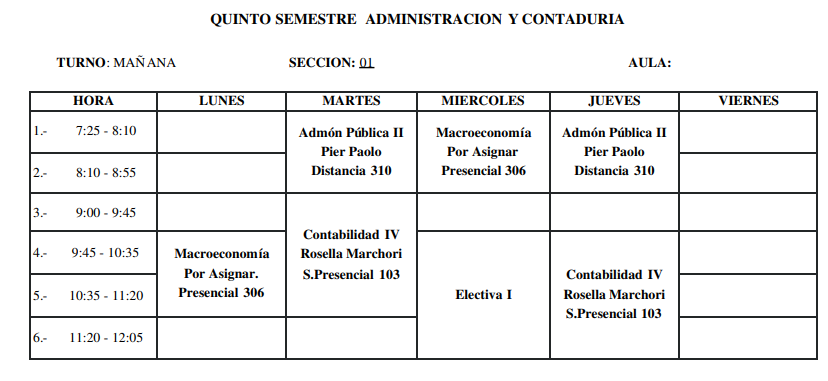 QUINTO SEMESTRE ADMINISTRACION Y CONTADURIA
TURNO: MAÑANA SECCION: 01 AULA:
HORA LUNES MARTES MIERCOLES JUEVES VIERNES
1.- 7:25 - 8:10
2.- 8:10 - 8:55
Admón Pública II
Pier Paolo
Distancia 310
Macroeconomía
Por Asignar
Presencial 306
Admón Pública II
Pier Paolo
Distancia 310
3.- 9:00 - 9:45
4.- 9:45 - 10:35
5.- 10:35 - 11:20
6.- 11:20 - 12:05
Macroeconomía
Por Asignar.
Presencial 306
Contabilidad IV
Rosella Marchori
S.Presencial 103
Electiva I
Contabilidad IV
Rosella Marchori
S.Presencial 103